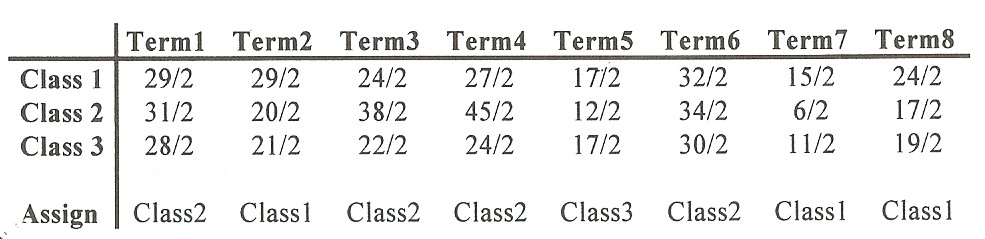 Term1 Term2 Term3 Term4 Term5 Term6 Term7 Term8
Class 1 29/2 29/2 24/2 27/2 17/2 32/2 15/2 24/2
Class 2 31/2 20/2 38/2 45/2 12/2 34/2 6/2 17/2
Class 3 28/2 21/2 22/2 24/2 17/2 30/2 11/2 19/2
Assign Class2 Class1 Class2 Class2 Class3 Class2 Class1 Class1